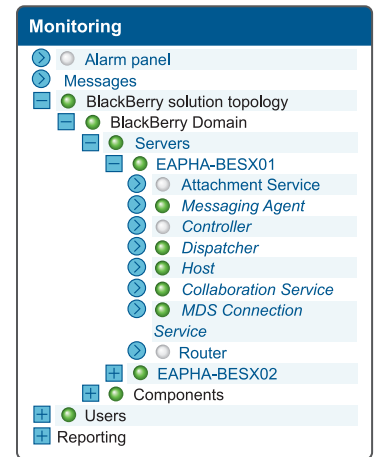 Monitoring
Alarm panel
Messages
BlackBerry solution topology
BlackBerry Domain
Servers
EAPHA-BESX01
Attachment Service
Messaging Agent
Controller
Dispatcher
Host
Collaboration Service
MDS Connection
Service
Router
EAPHA-BESX02
Components
Users
Reporting